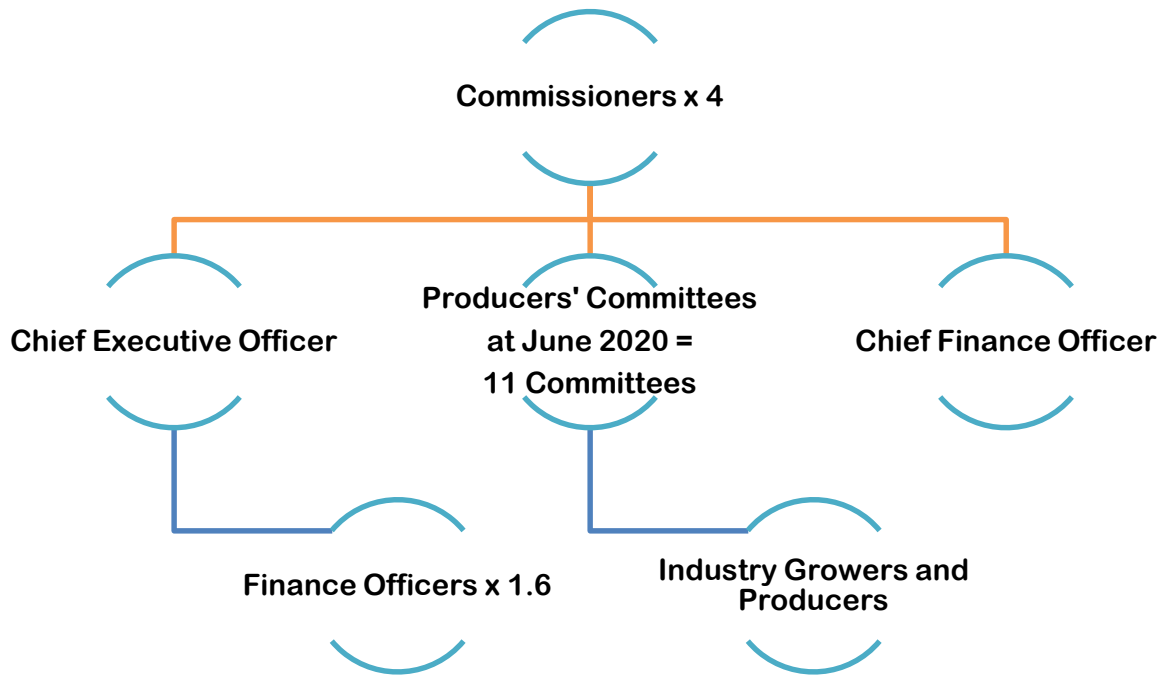 Commissioners x 4
Chief Executive Officer
Producers' Committees
at June 2020 =
11 Committees
Chief Finance Officer
Finance Officers x 1.6
Industry Growers and
Producers